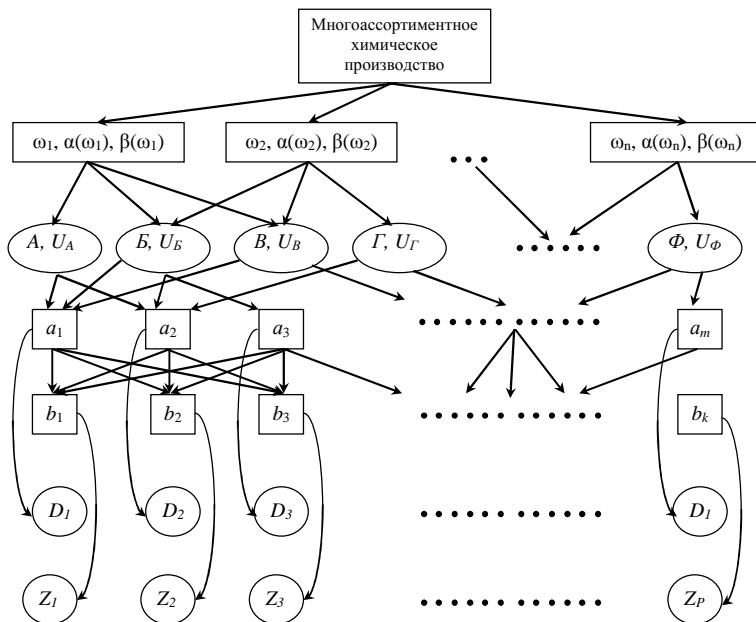 Многоассортиментное
химическое
производство
ω1, α(ω1), β(ω1)
ω2, α(ω2), β(ω2)
ωn, α(ωn), β(ωn)
А, UА
Б, UБ
В, UВ
Г, UГ
Ф, UФ
a1
a2
a3
am
b1
b2
b3
bk
D1
D2
D3
D1
Z1
Z2
Z3
ZP